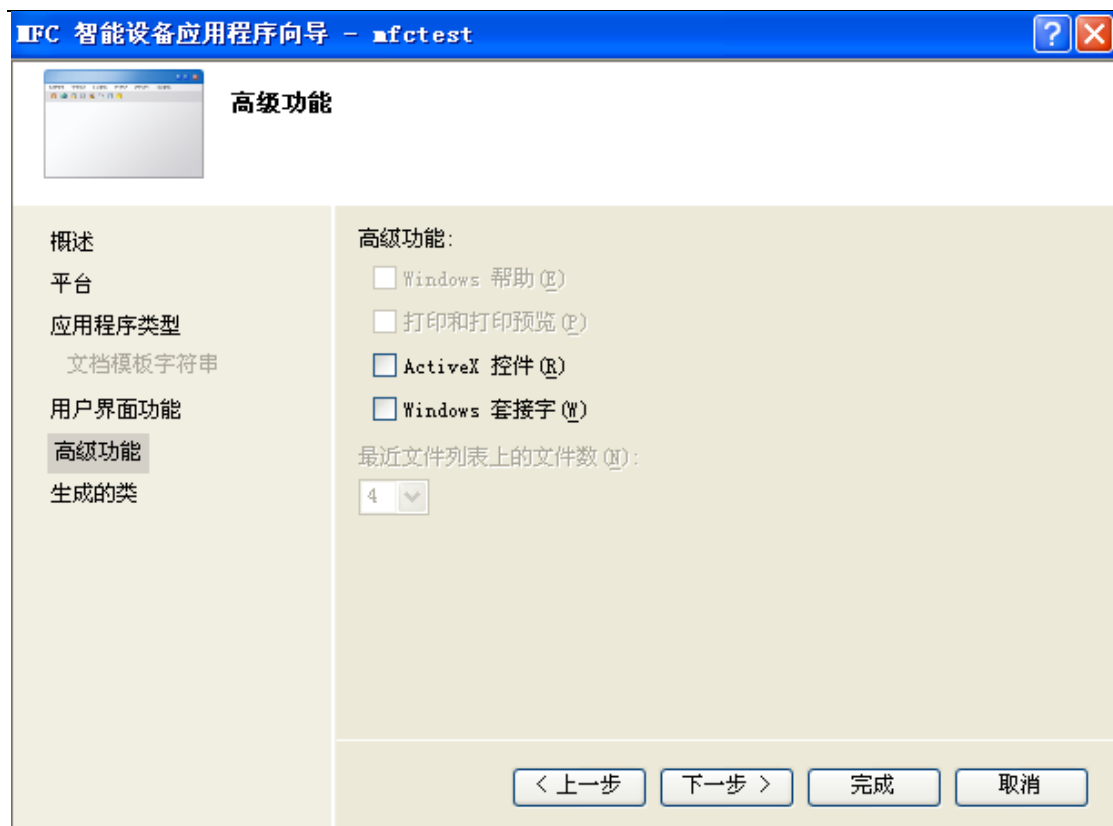 MFC 智能设备应用程序向导 - mfctest
高级功能
概述
平台
应用程序类型
文档模板字符串
用户界面功能
高级功能
生成的类
高级功能:
Windows 帮助(E)
打印和打印预览(P)
ActiveX 控件(R)
Windows 套接字(W)
最近文件列表上的文件数(N):
4
< 上一步
下一步 >
完成
取消